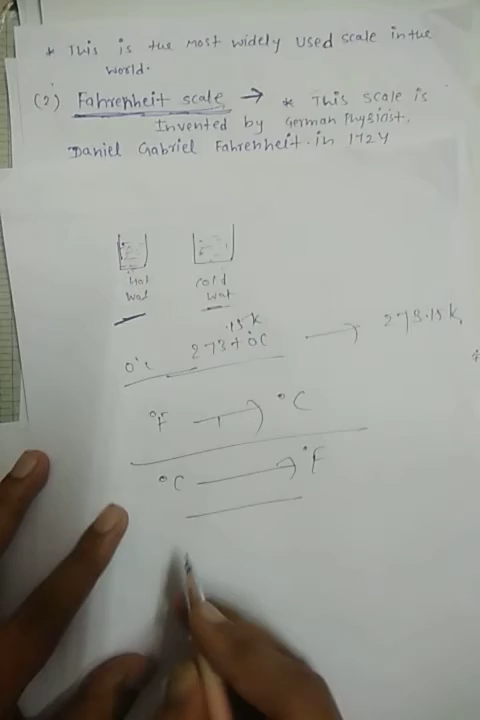 * This is the most widely used scale in the
world.
(2) Fahrenheit scale → * This scale is
Invented by German Physicist,
Daniel Gabriel Fahrenheit. in 1724
Hot cold
Wat wat
.15 K
0°C 273 + 0°C → 273.15 K.
°F → °C
°C → °F